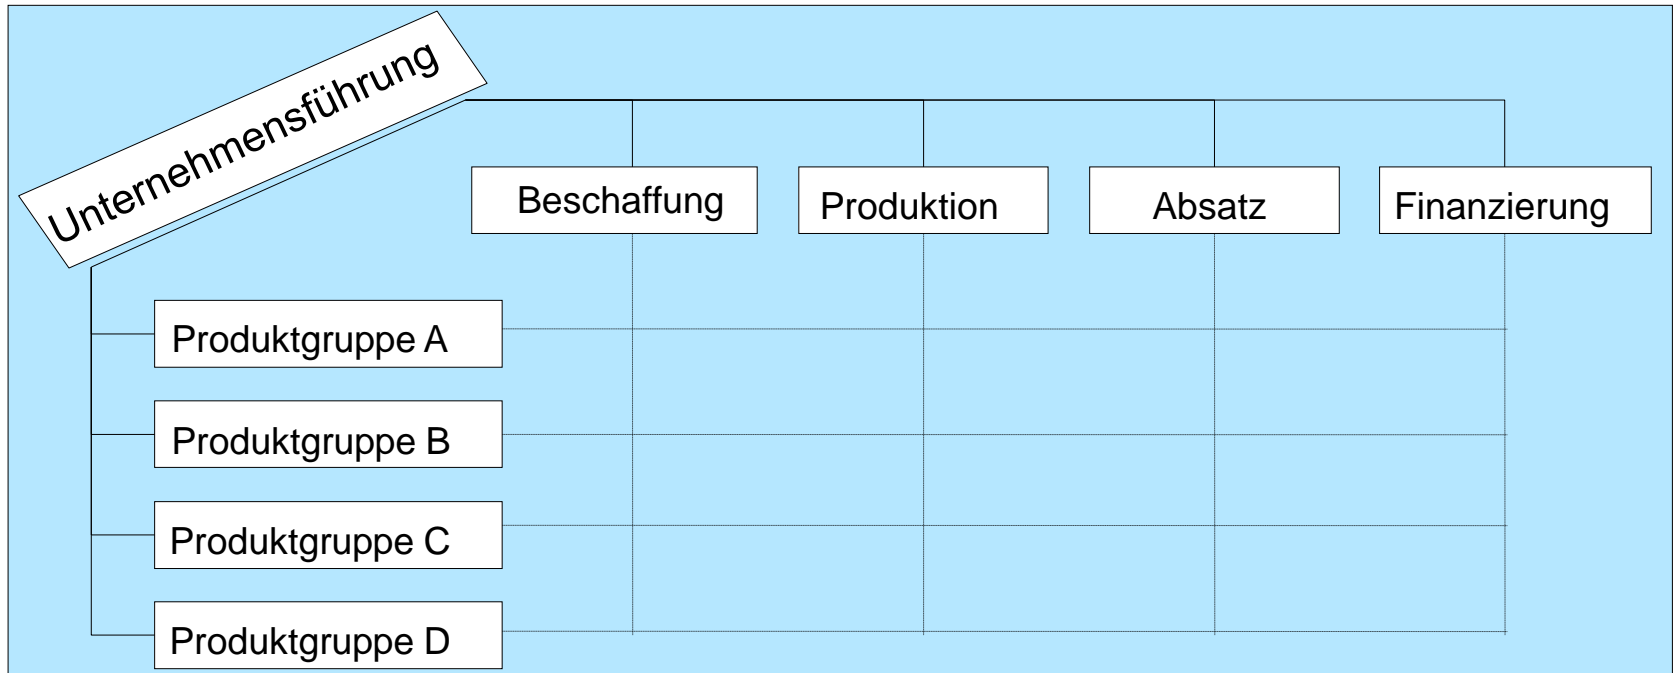 Unternehmensführung
Beschaffung
Produktion
Absatz
Finanzierung
Produktgruppe A
Produktgruppe B
Produktgruppe C
Produktgruppe D